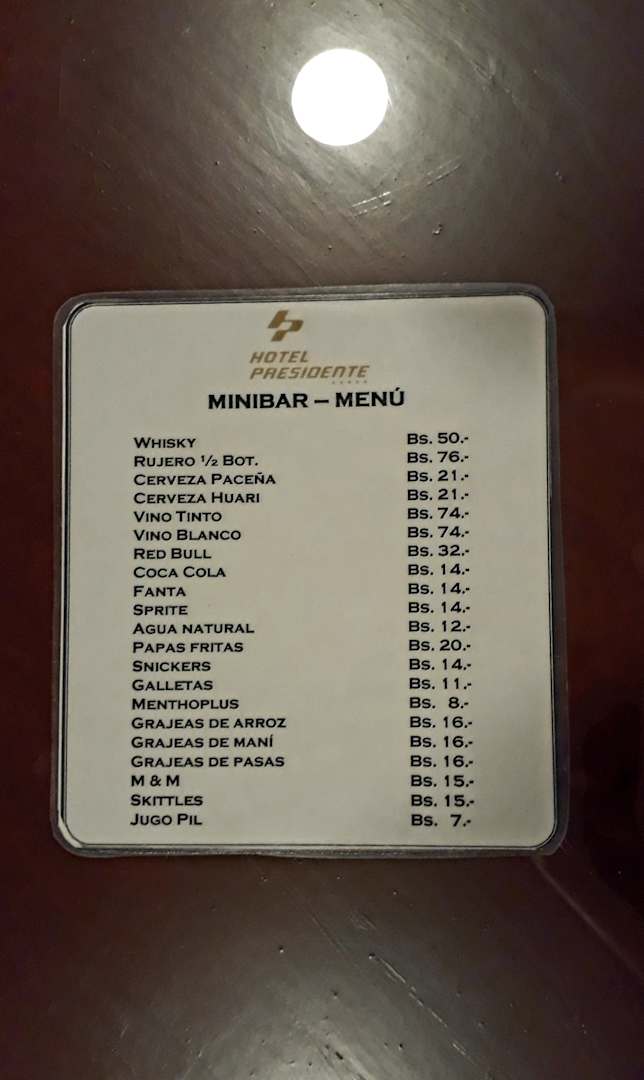 HOTEL
PRESIDENTE
MINIBAR – MENÚ
WHISKY Bs. 50.-
RUJERO ½ BOT. Bs. 76.-
CERVEZA PACEÑA Bs. 21.-
CERVEZA HUARI Bs. 21.-
VINO TINTO Bs. 74.-
VINO BLANCO Bs. 74.-
RED BULL Bs. 32.-
COCA COLA Bs. 14.-
FANTA Bs. 14.-
SPRITE Bs. 14.-
AGUA NATURAL Bs. 12.-
PAPAS FRITAS Bs. 20.-
SNICKERS Bs. 14.-
GALLETAS Bs. 11.-
MENTHOPLUS Bs. 8.-
GRAJEAS DE ARROZ Bs. 16.-
GRAJEAS DE MANÍ Bs. 16.-
GRAJEAS DE PASAS Bs. 16.-
M & M Bs. 15.-
SKITTLES Bs. 15.-
JUGO PIL Bs. 7.-